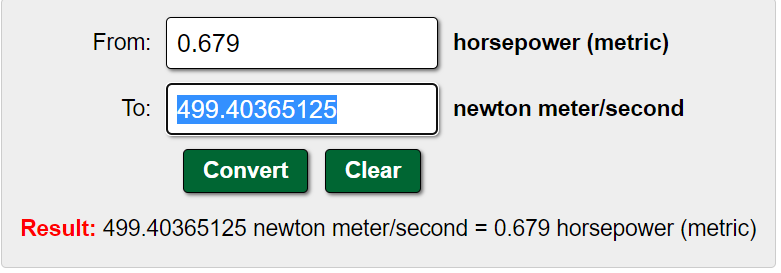 From: 0.679 horsepower (metric)
To: 499.40365125 newton meter/second
Convert Clear
Result: 499.40365125 newton meter/second = 0.679 horsepower (metric)